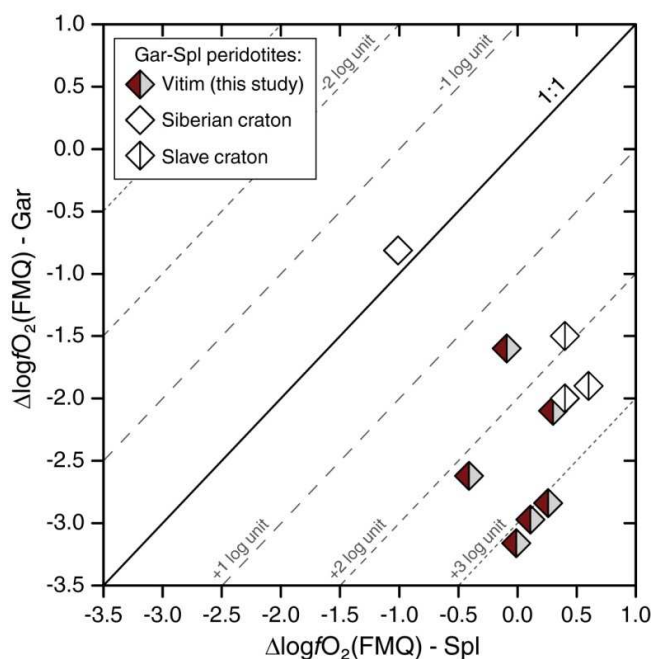 1.0
0.5
0.0
-0.5
-1.0
-1.5
-2.0
-2.5
-3.0
-3.5
ΔlogfO₂(FMQ) - Gar
Gar-Spl peridotites:
Vitim (this study)
Siberian craton
Slave craton
-2 log unit
-1 log unit
1:1
+1 log unit
+2 log unit
+3 log unit
-3.5 -3.0 -2.5 -2.0 -1.5 -1.0 -0.5 0.0 0.5 1.0
ΔlogfO₂(FMQ) - Spl